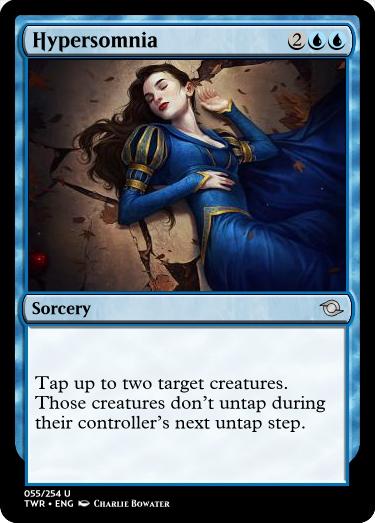 Hypersomnia 2
Sorcery
Tap up to two target creatures.
Those creatures don't untap during
their controller's next untap step.
055/254 U
TWR • ENG Charlie Bowater